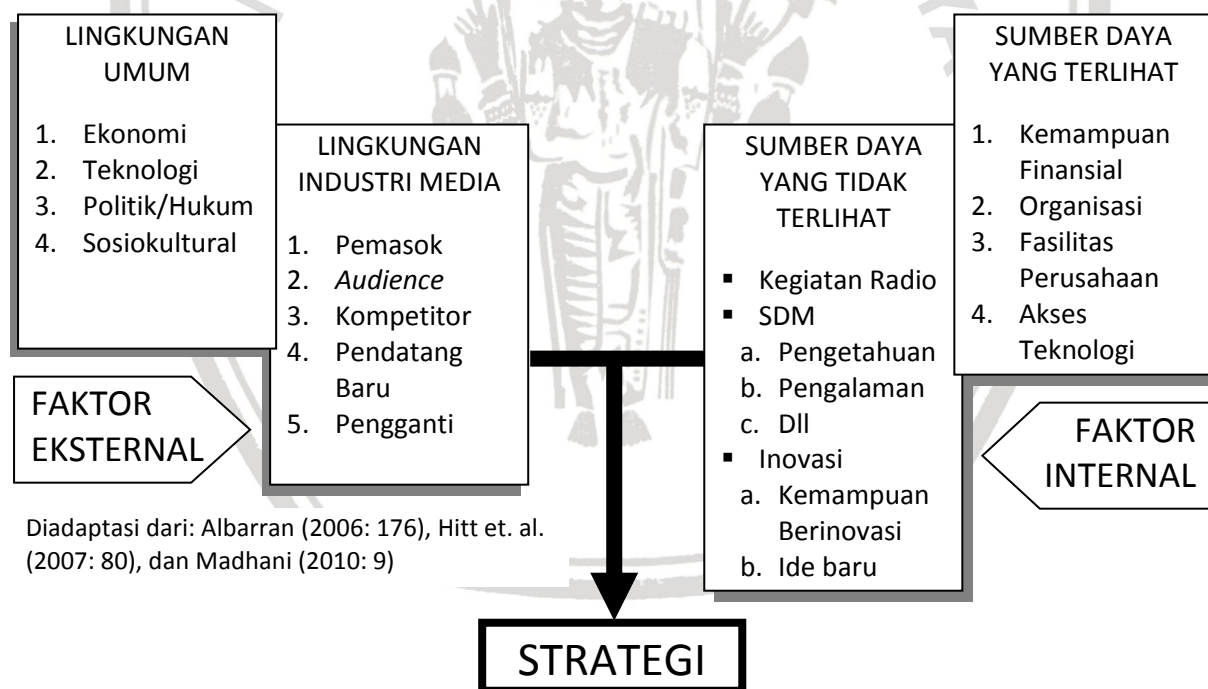 LINGKUNGAN
UMUM
1. Ekonomi
2. Teknologi
3. Politik/Hukum
4. Sosiokultural
LINGKUNGAN
INDUSTRI MEDIA
1. Pemasok
2. Audience
3. Kompetitor
4. Pendatang
Baru
5. Pengganti
FAKTOR
EKSTERNAL
SUMBER DAYA
YANG TIDAK
TERLIHAT
▪ Kegiatan Radio
▪ SDM
a. Pengetahuan
b. Pengalaman
c. Dll
▪ Inovasi
a. Kemampuan
Berinovasi
b. Ide baru
SUMBER DAYA
YANG TERLIHAT
1. Kemampuan
Finansial
2. Organisasi
3. Fasilitas
Perusahaan
4. Akses
Teknologi
FAKTOR
INTERNAL
Diadaptasi dari: Albarran (2006: 176), Hitt et. al.
(2007: 80), dan Madhani (2010: 9)
STRATEGI